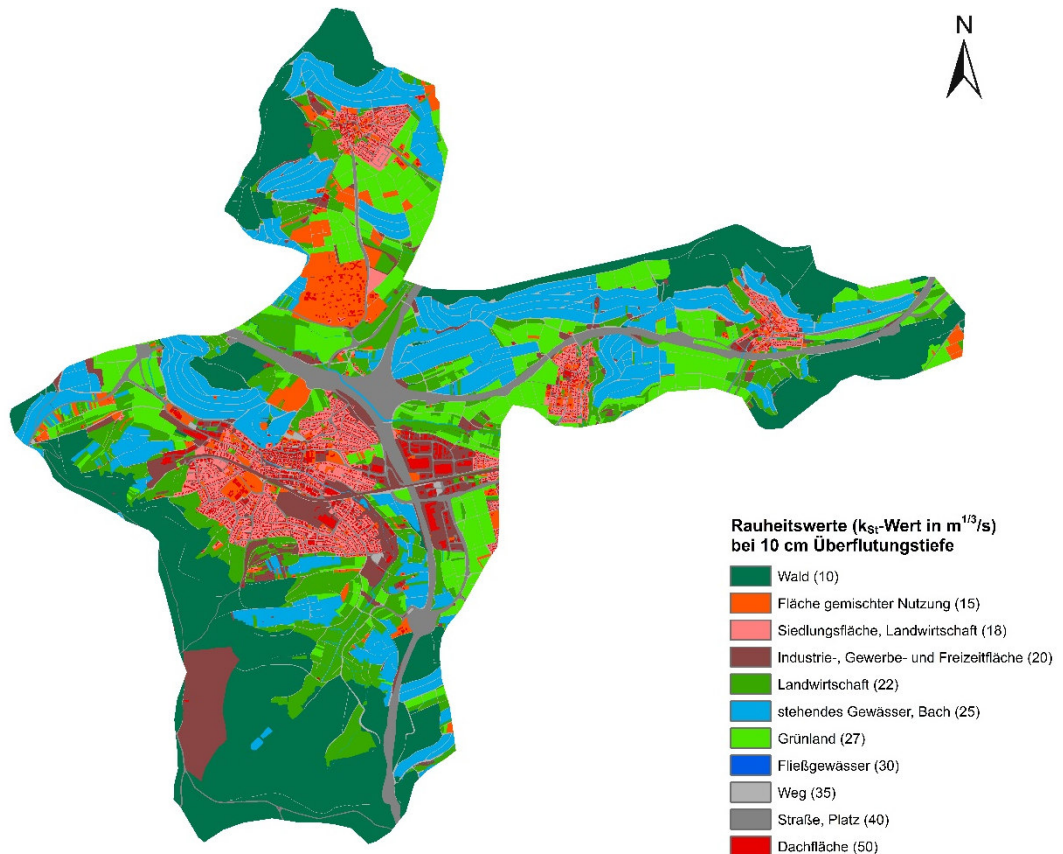 N
Rauheitswerte (kSt-Wert in m1/3/s)
bei 10 cm Überflutungstiefe
Wald (10)
Fläche gemischter Nutzung (15)
Siedlungsfläche, Landwirtschaft (18)
Industrie-, Gewerbe- und Freizeitfläche (20)
Landwirtschaft (22)
stehendes Gewässer, Bach (25)
Grünland (27)
Fließgewässer (30)
Weg (35)
Straße, Platz (40)
Dachfläche (50)